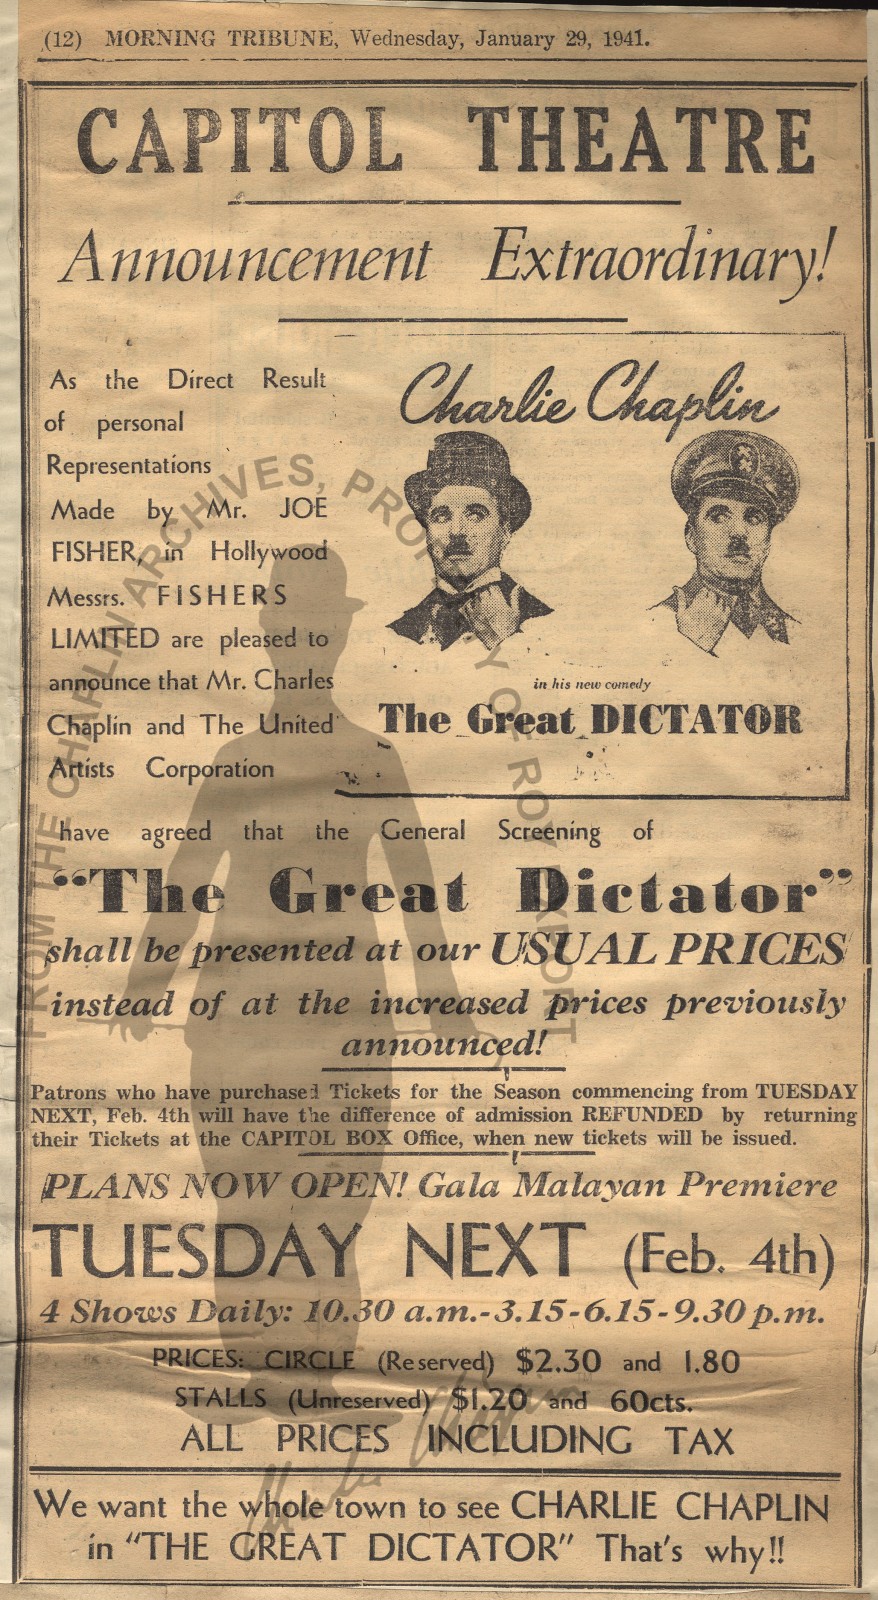 (12) MORNING TRIBUNE, Wednesday, January 29, 1941.
CAPITOL THEATRE
Announcement Extraordinary!
As the Direct Result
of personal
Representations
Made by Mr. JOE
FISHER, in Hollywood
Messrs. FISHERS
LIMITED are pleased to
announce that Mr. Charles
Chaplin and The United
Artists Corporation
Charlie Chaplin
in his new comedy
The Great DICTATOR
have agreed that the General Screening of
"The Great Dictator"
shall be presented at our USUAL PRICES
instead of at the increased prices previously
announced!
Patrons who have purchased Tickets for the Season commencing from TUESDAY
NEXT, Feb. 4th will have the difference of admission REFUNDED by returning
their Tickets at the CAPITOL BOX Office, when new tickets will be issued.
PLANS NOW OPEN! Gala Malayan Premiere
TUESDAY NEXT (Feb. 4th)
4 Shows Daily: 10.30 a.m.-3.15-6.15-9.30 p.m.
PRICES: CIRCLE (Reserved) $2.30 and 1.80
STALLS (Unreserved) $1.20 and 60cts.
ALL PRICES INCLUDING TAX
We want the whole town to see CHARLIE CHAPLIN
in "THE GREAT DICTATOR" That's why!!
FROM THE CHAPLIN ARCHIVES, PROPERTY OF ROY EXPORT
Charlie Chaplin